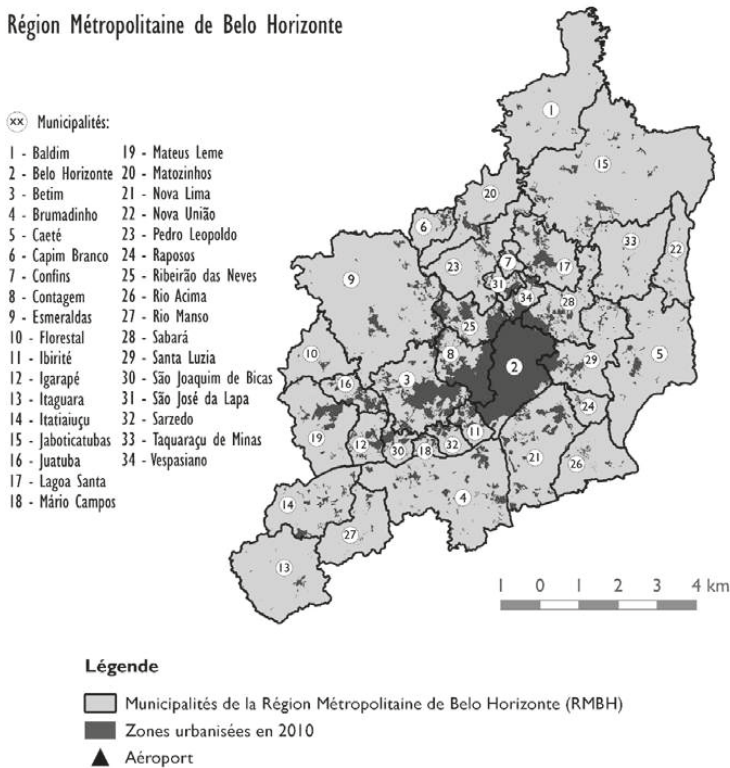 Région Métropolitaine de Belo Horizonte
xx Municipalités:
1 - Baldim
2 - Belo Horizonte
3 - Betim
4 - Brumadinho
5 - Caeté
6 - Capim Branco
7 - Confins
8 - Contagem
9 - Esmeraldas
10 - Florestal
11 - Ibirité
12 - Igarapé
13 - Itaguara
14 - Itatiaiuçu
15 - Jaboticatubas
16 - Juatuba
17 - Lagoa Santa
18 - Mário Campos
19 - Mateus Leme
20 - Matozinhos
21 - Nova Lima
22 - Nova União
23 - Pedro Leopoldo
24 - Raposos
25 - Ribeirão das Neves
26 - Rio Acima
27 - Rio Manso
28 - Sabará
29 - Santa Luzia
30 - São Joaquim de Bicas
31 - São José da Lapa
32 - Sarzedo
33 - Taquaraçu de Minas
34 - Vespasiano
1
15
20
6
33
22
23
7
17
9
31
34
28
25
10
8
2
29
5
16
3
24
19
12
30
18
32
11
21
26
14
4
27
13
1 0 1 2 3 4 km
Légende
Municipalités de la Région Métropolitaine de Belo Horizonte (RMBH)
Zones urbanisées en 2010
Aéroport